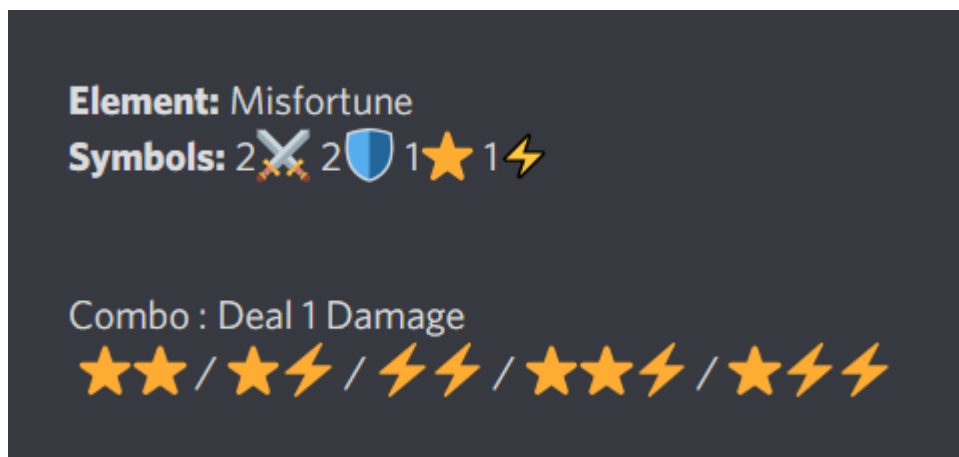 Element: Misfortune
Symbols: 2⚔️ 2🛡️ 1⭐ 1⚡
Combo : Deal 1 Damage
⭐⭐ / ⭐⚡ / ⚡⚡ / ⭐⭐⚡ / ⭐⚡⚡